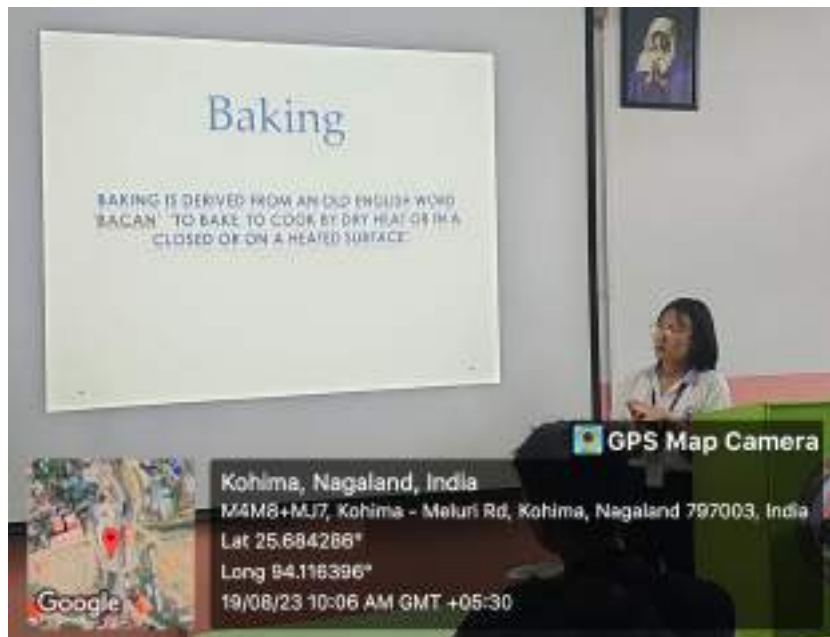 Baking
BAKING IS DERIVED FROM AN OLD ENGLISH WORD
'BACAN' 'TO BAKE TO COOK BY DRY HEAT OR IN A
CLOSED OR ON A HEATED SURFACE'
GPS Map Camera
Kohima, Nagaland, India
M4M8+MJ7, Kohima - Meluri Rd, Kohima, Nagaland 797003, India
Lat 25.684286°
Long 94.116396°
Google
19/08/23 10:06 AM GMT +05:30